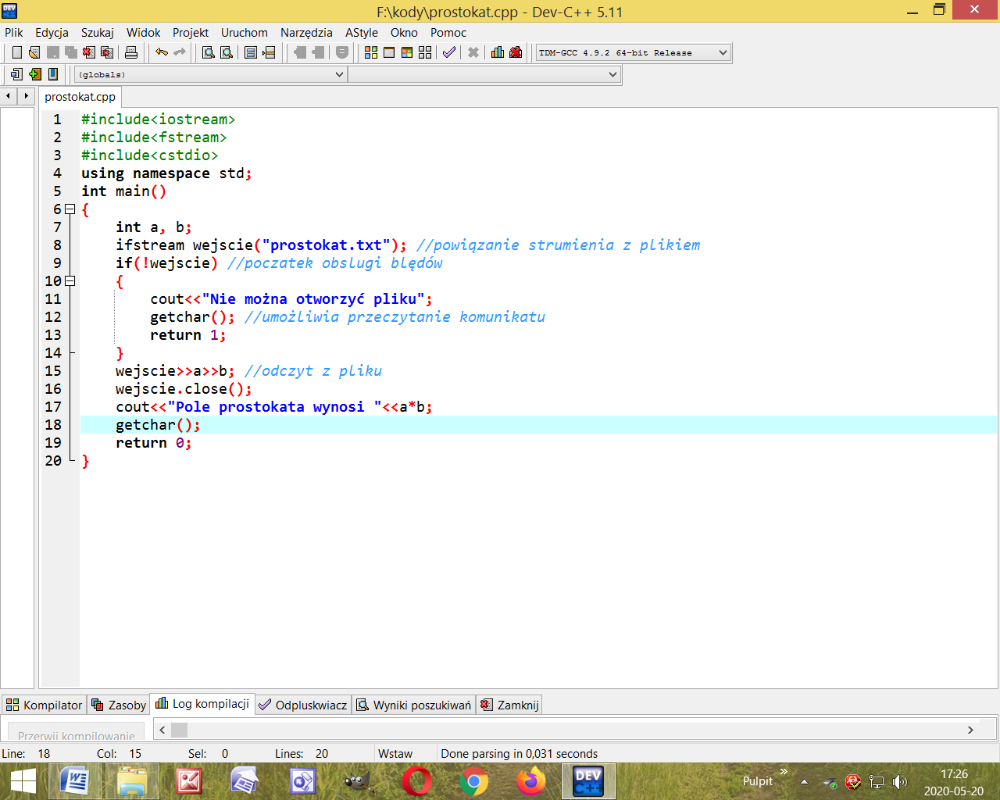 F:\kody\prostokat.cpp - Dev-C++ 5.11
Plik Edycja Szukaj Widok Projekt Uruchom Narzędzia AStyle Okno Pomoc
TDM-GCC 4.9.2 64-bit Release
(globals)
prostokat.cpp
1 #include<iostream>
2 #include<fstream>
3 #include<cstdio>
4 using namespace std;
5 int main()
6 {
7 int a, b;
8 ifstream wejscie("prostokat.txt"); //powiązanie strumienia z plikiem
9 if(!wejscie) //poczatek obslugi blędów
10 {
11 cout<<"Nie można otworzyć pliku";
12 getchar(); //umożliwia przeczytanie komunikatu
13 return 1;
14 }
15 wejscie>>a>>b; //odczyt z pliku
16 wejscie.close();
17 cout<<"Pole prostokata wynosi "<<a*b;
18 getchar();
19 return 0;
20 }
Kompilator Zasoby Log kompilacji Odpluskwiacz Wyniki poszukiwań Zamknij
Przerwij kompilowanie
Line: 18 Col: 15 Sel: 0 Lines: 20 Wstaw Done parsing in 0,031 seconds
DEV C++
Pulpit
17:26
2020-05-20